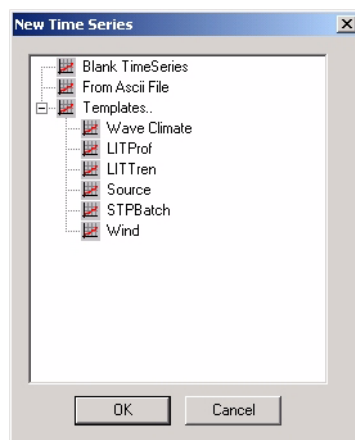 New Time Series
Blank TimeSeries
From Ascii File
Templates..
Wave Climate
LITProf
LITTren
Source
STPBatch
Wind
OK Cancel